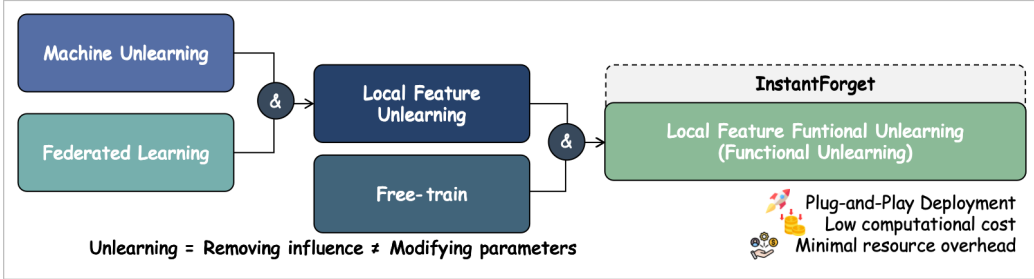 Machine Unlearning
&
Federated Learning
Local Feature
Unlearning
&
Free-train
InstantForget
Local Feature Funtional Unlearning
(Functional Unlearning)
Plug-and-Play Deployment
Low computational cost
Minimal resource overhead
Unlearning = Removing influence ≠ Modifying parameters